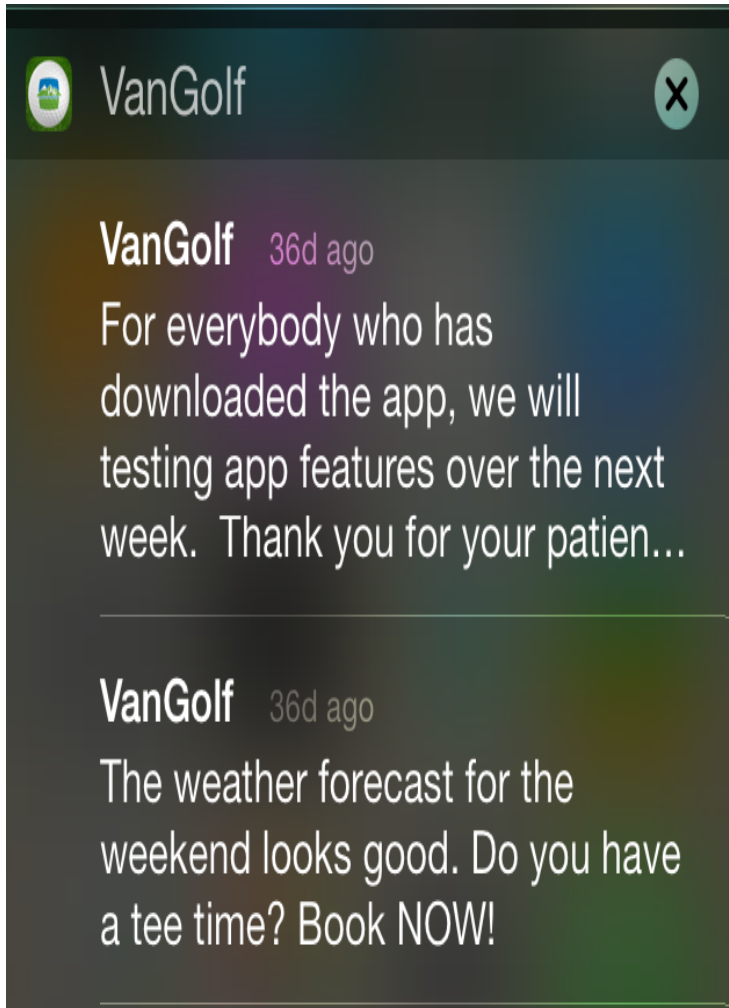 VanGolf
VanGolf 36d ago
For everybody who has
downloaded the app, we will
testing app features over the next
week.  Thank you for your patien...
VanGolf 36d ago
The weather forecast for the
weekend looks good. Do you have
a tee time? Book NOW!